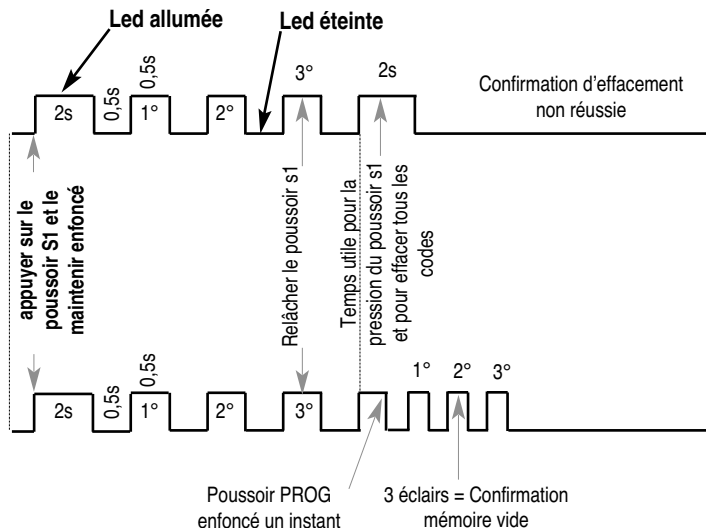 Led allumée
Led éteinte
2s
0,5s
0,5s
1°
2°
3°
2s
Confirmation d'effacement
non réussie
appuyer sur le
poussoir S1 et le
maintenir enfoncé
Relâcher le poussoir s1
Temps utile pour la
pression du poussoir s1
et pour effacer tous les
codes
2s
0,5s
0,5s
1°
2°
3°
1°
2°
3°
Poussoir PROG
enfoncé un instant
3 éclairs = Confirmation
mémoire vide